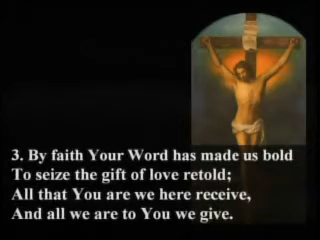 3. By faith Your Word has made us bold
To seize the gift of love retold;
All that You are we here receive,
And all we are to You we give.